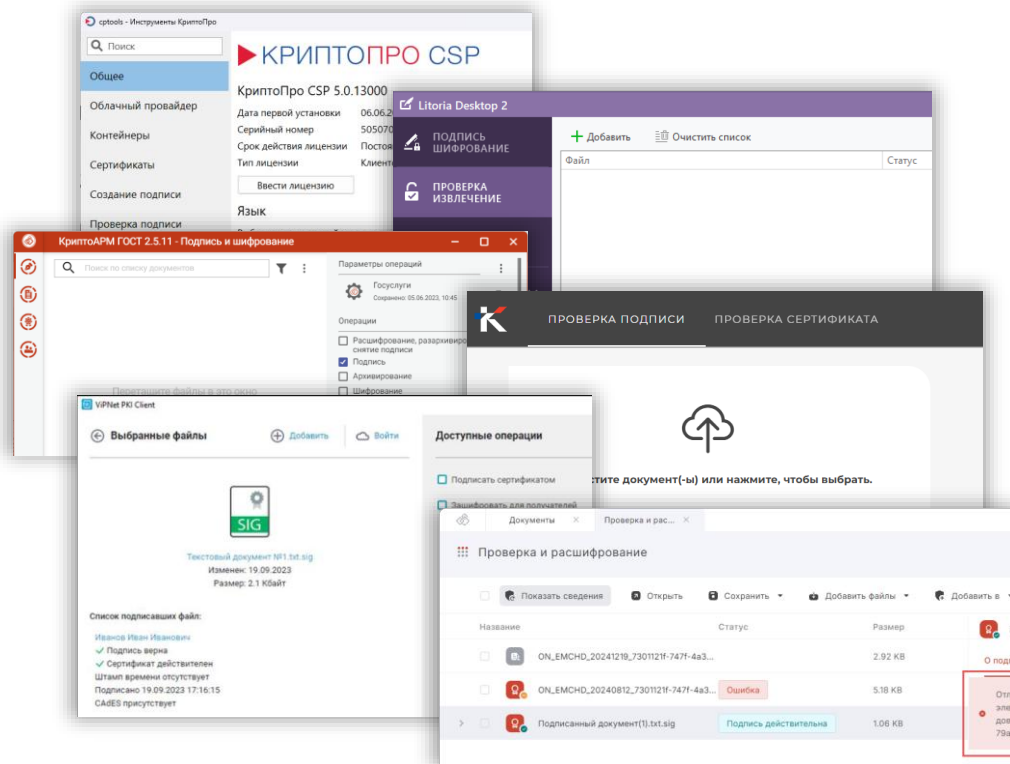 cptools - Инструменты КриптоПро
Поиск
Общее
Облачный провайдер
Контейнеры
Сертификаты
Создание подписи
Проверка подписи
КРИПТОПРО CSP
КриптоПро CSP 5.0.13000
Дата первой установки 06.06.2
Серийный номер 505070
Срок действия лицензии Постоя
Тип лицензии Клиент
Ввести лицензию
Язык
Litoria Desktop 2
ПОДПИСЬ
ШИФРОВАНИЕ
ПРОВЕРКА
ИЗВЛЕЧЕНИЕ
Добавить
Очистить список
Файл
Статус
КриптоАРМ ГОСТ 2.5.11 - Подпись и шифрование
Поиск по списку документов
Перетащите файлы в это окно
Параметры операций
Госуслуги
Сохранено: 05.06.2023, 10:45
Операции
Расшифрование, разархивиро
снятие подписи
Подпись
Архивирование
Шифрование
ПРОВЕРКА ПОДПИСИ
ПРОВЕРКА СЕРТИФИКАТА
стите документ(-ы) или нажмите, чтобы выбрать.
ViPNet PKI Client
Выбранные файлы
Добавить
Войти
SIG
Текстовый документ №1.txt.sig
Изменен: 19.09.2023
Размер: 2.1 Кбайт
Список подписавших файл:
Иванов Иван Иванович
Подпись верна
Сертификат действителен
Штамп времени отсутствует
Подписано 19.09.2023 17:16:15
CAdES присутствует
Доступные операции
Подписать сертификатом
Зашифровать для получателей
Документы
Проверка и рас...
Проверка и расшифрование
Показать сведения
Открыть
Сохранить
Добавить файлы
Добавить в
Название
Статус
Размер
ON_EMCHD_20241219_7301121f-747f-4a3...
2.92 KB
ON_EMCHD_20240812_7301121f-747f-4a3...
Ошибка
5.18 KB
Подписанный документ(1).txt.sig
Подпись действительна
1.06 KB
О под
эле
дов
79a